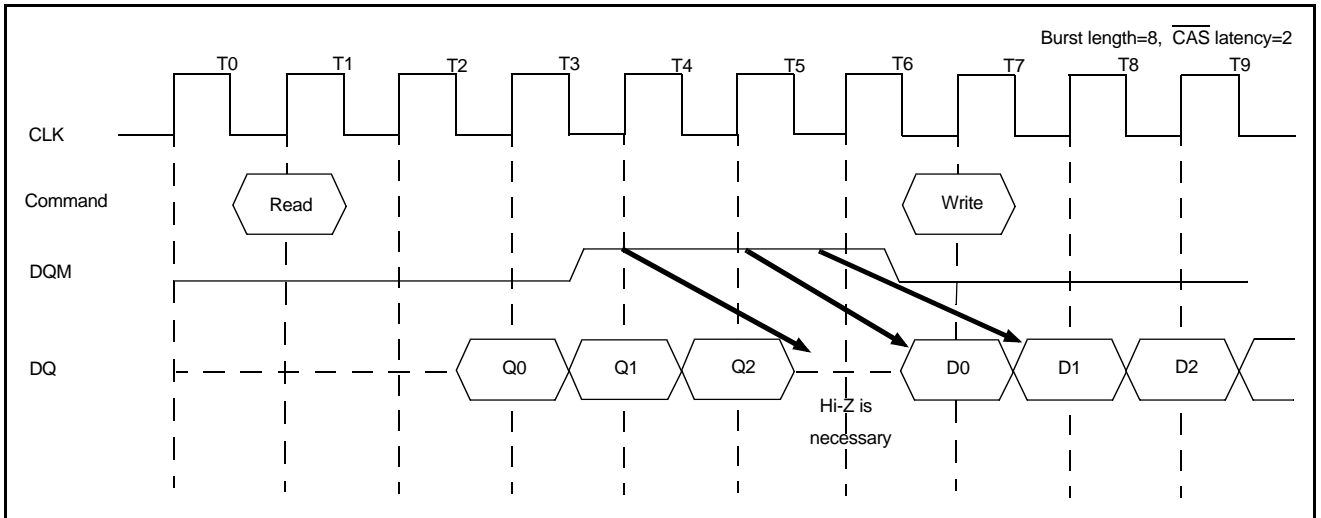 Burst length=8, CAS latency=2
T0 T1 T2 T3 T4 T5 T6 T7 T8 T9
CLK
Command Read Write
DQM
DQ Q0 Q1 Q2 D0 D1 D2
Hi-Z is
necessary